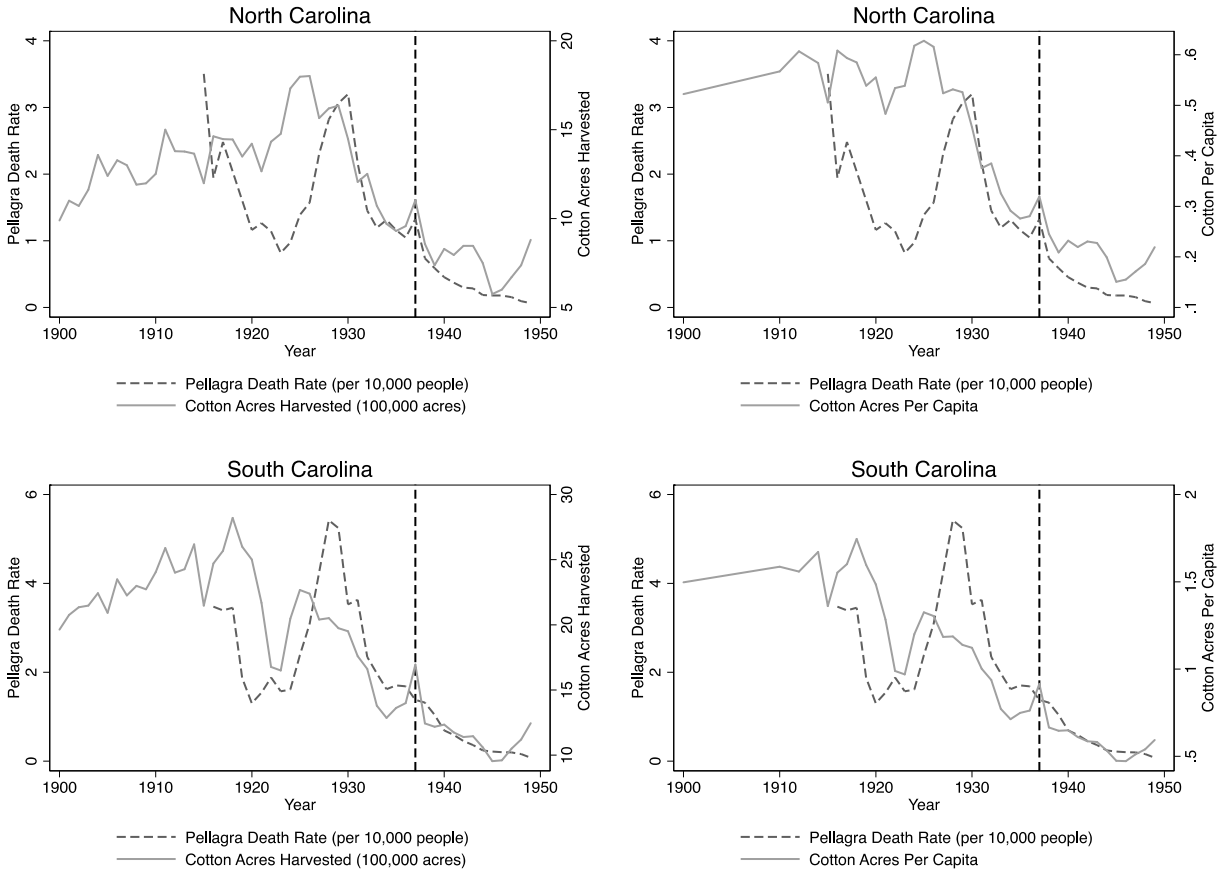 North Carolina
Pellagra Death Rate
0 1 2 3 4
5 10 15 20
Cotton Acres Harvested
1900 1910 1920 1930 1940 1950
Year
Pellagra Death Rate (per 10,000 people)
Cotton Acres Harvested (100,000 acres)
North Carolina
Pellagra Death Rate
0 1 2 3 4
.1 .2 .3 .4 .5 .6
Cotton Per Capita
1900 1910 1920 1930 1940 1950
Year
Pellagra Death Rate (per 10,000 people)
Cotton Acres Per Capita
South Carolina
Pellagra Death Rate
0 2 4 6
10 15 20 25 30
Cotton Acres Harvested
1900 1910 1920 1930 1940 1950
Year
Pellagra Death Rate (per 10,000 people)
Cotton Acres Harvested (100,000 acres)
South Carolina
Pellagra Death Rate
0 2 4 6
.5 1 1.5 2
Cotton Acres Per Capita
1900 1910 1920 1930 1940 1950
Year
Pellagra Death Rate (per 10,000 people)
Cotton Acres Per Capita